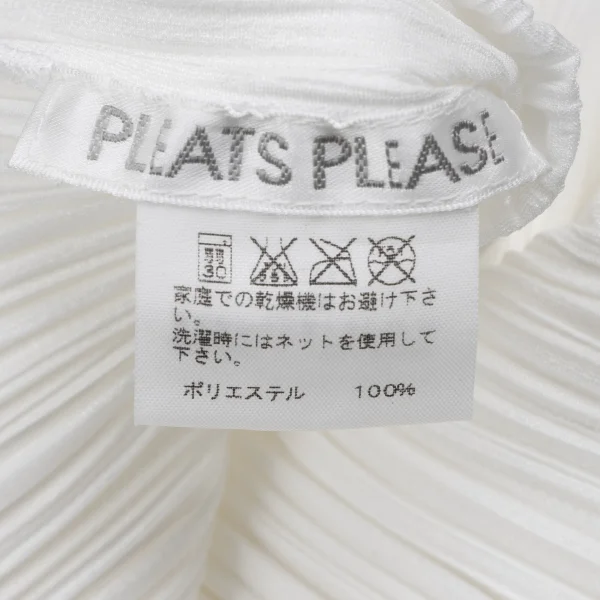 PLEATS PLEASE
弱
30
家庭での乾燥機はお避け下さ
い。
洗濯時にはネットを使用して
下さい。
ポリエステル 100%